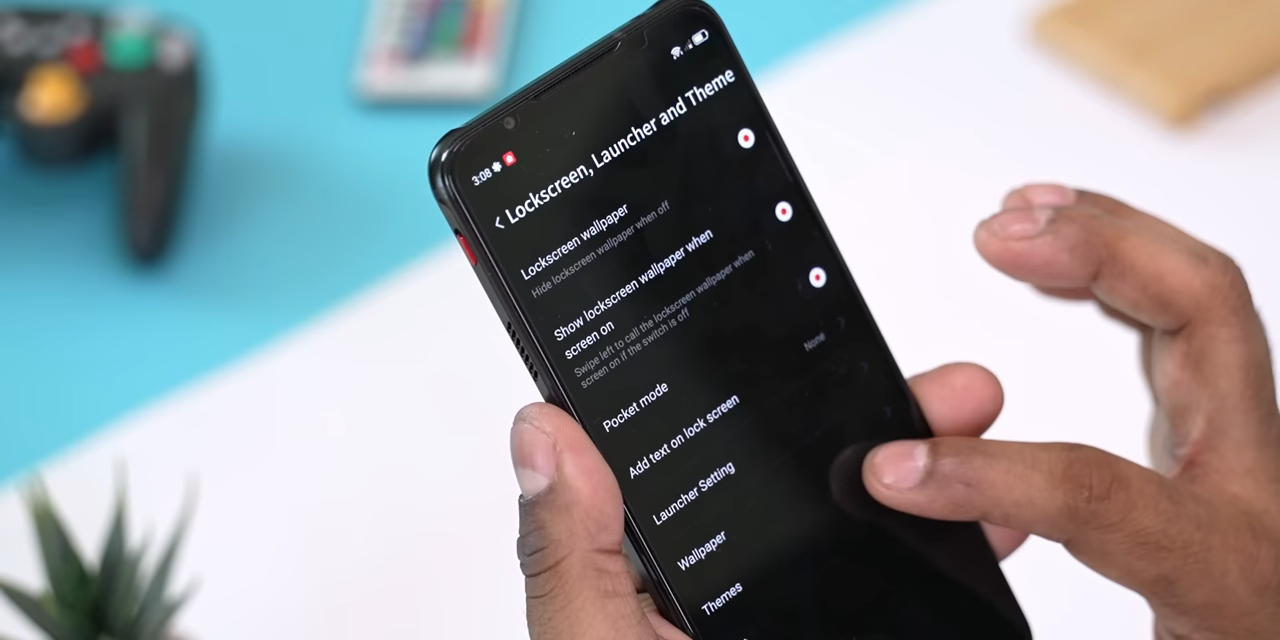 3:08
Lockscreen, Launcher and Theme
Lockscreen wallpaper
Hide lockscreen wallpaper when off
Show lockscreen wallpaper when
screen on
Swipe left to call the lockscreen wallpaper when
screen on if the switch is off
Pocket mode
Add text on lock screen
None
Launcher Setting
Wallpaper
Themes